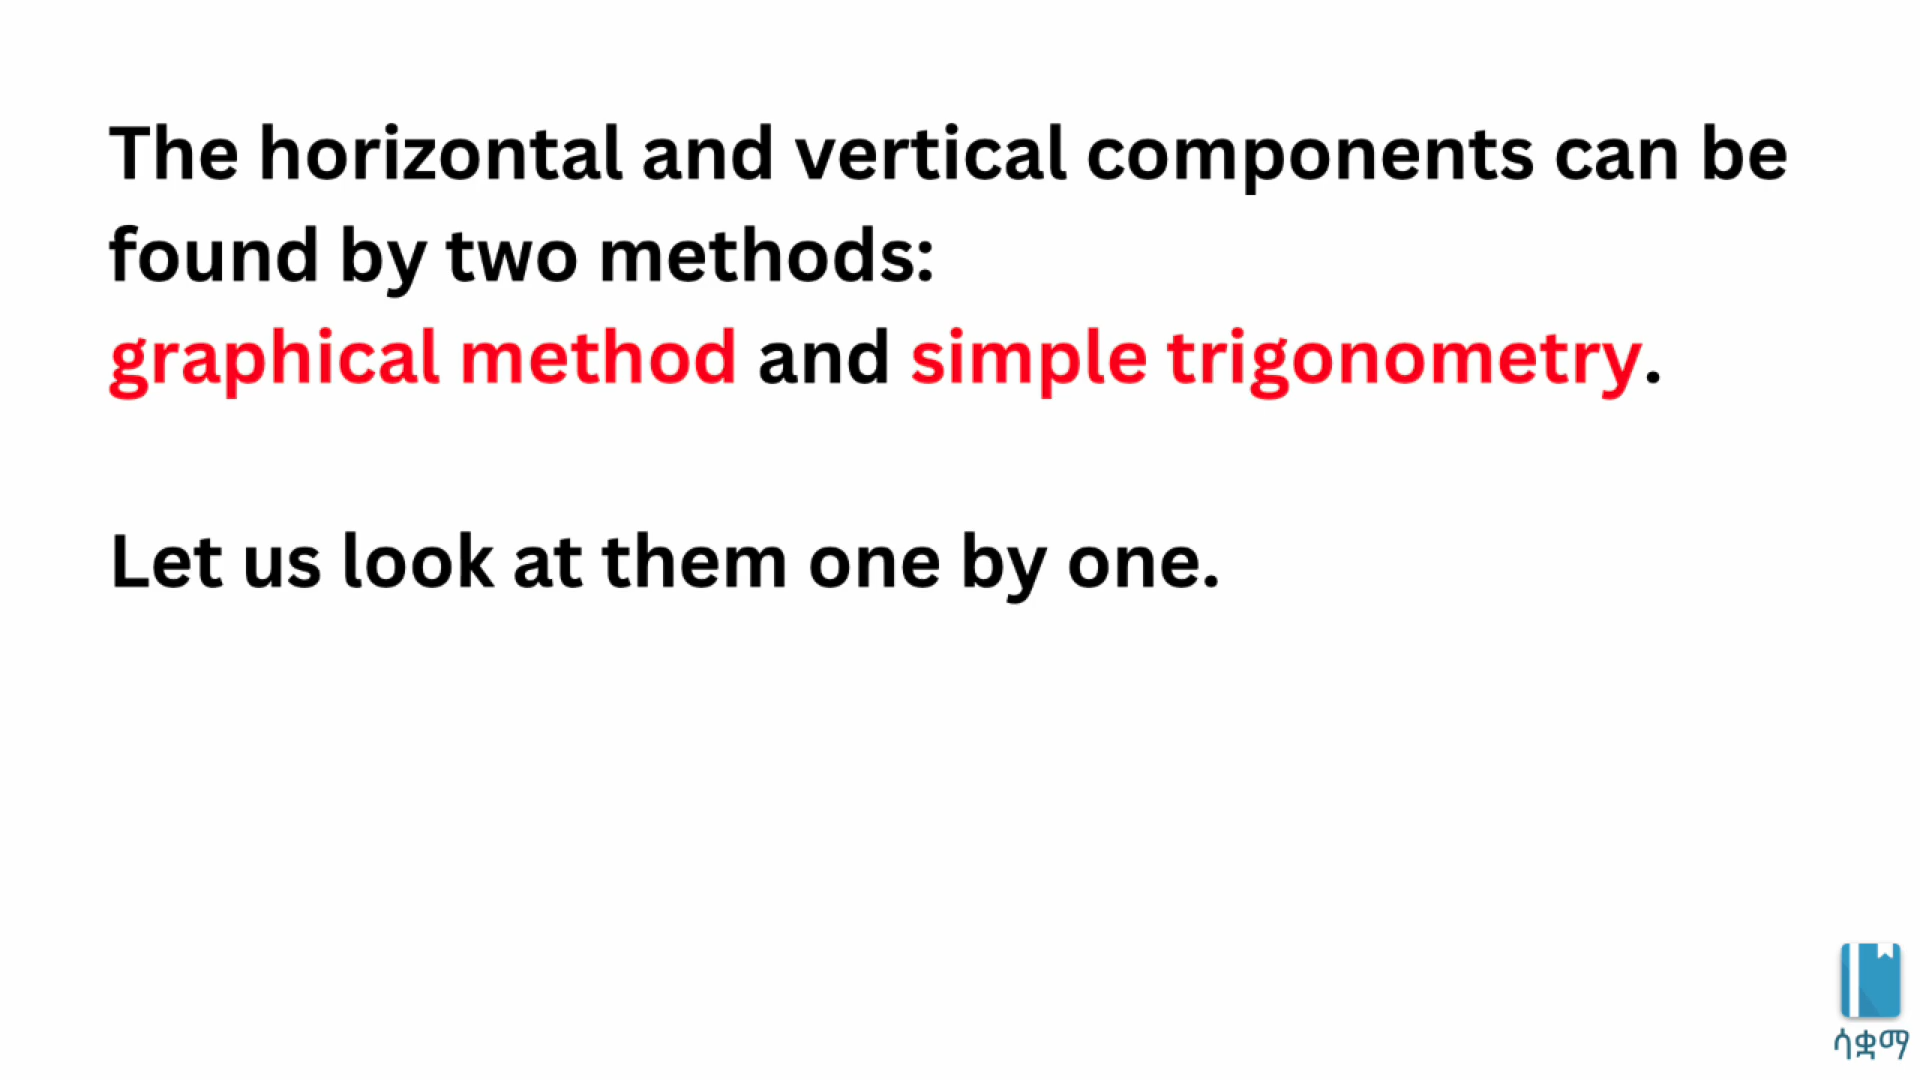 The horizontal and vertical components can be
found by two methods:
graphical method and simple trigonometry.
Let us look at them one by one.
ሳቋማ